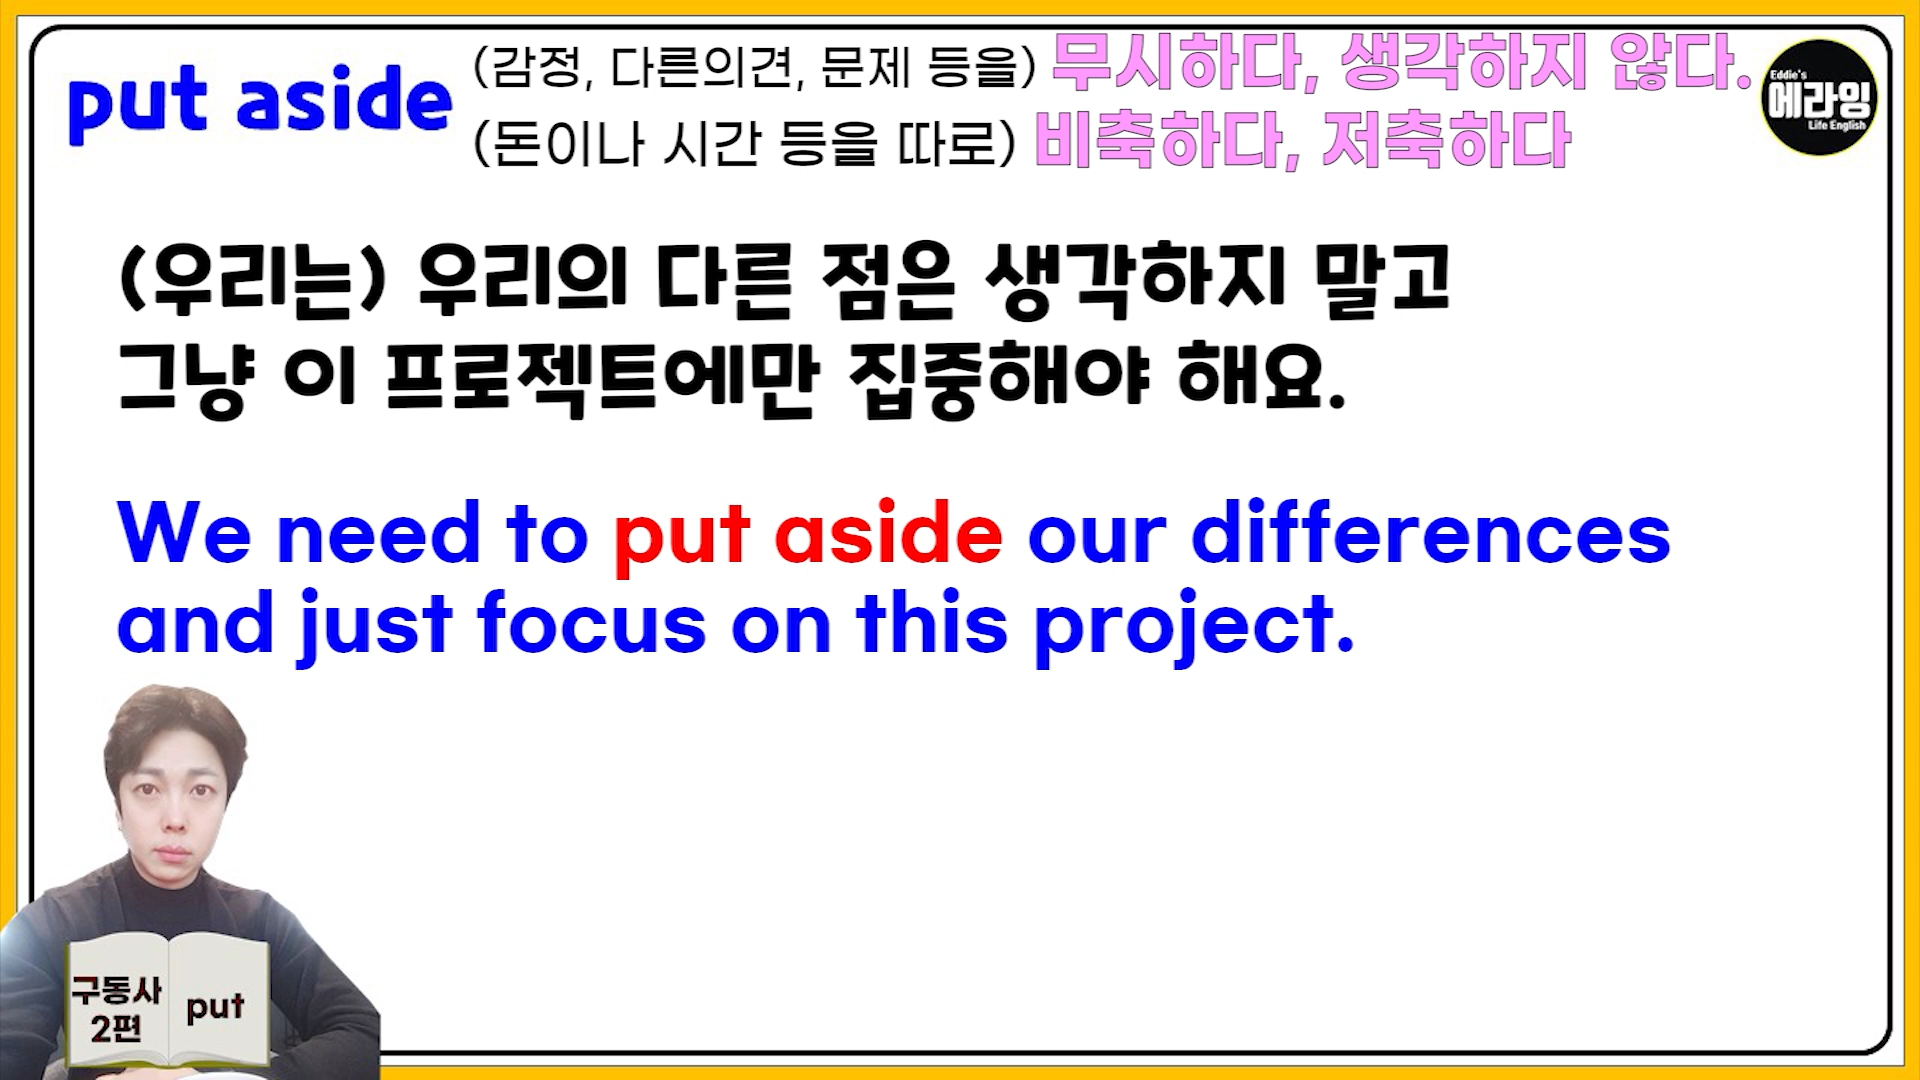 put aside
(감정, 다른의견, 문제 등을) 무시하다, 생각하지 않다.
(돈이나 시간 등을 따로) 비축하다, 저축하다
Eddie's
에라잉
Life English
(우리는) 우리의 다른 점은 생각하지 말고
그냥 이 프로젝트에만 집중해야 해요.
We need to put aside our differences
and just focus on this project.
구동사
2편
put